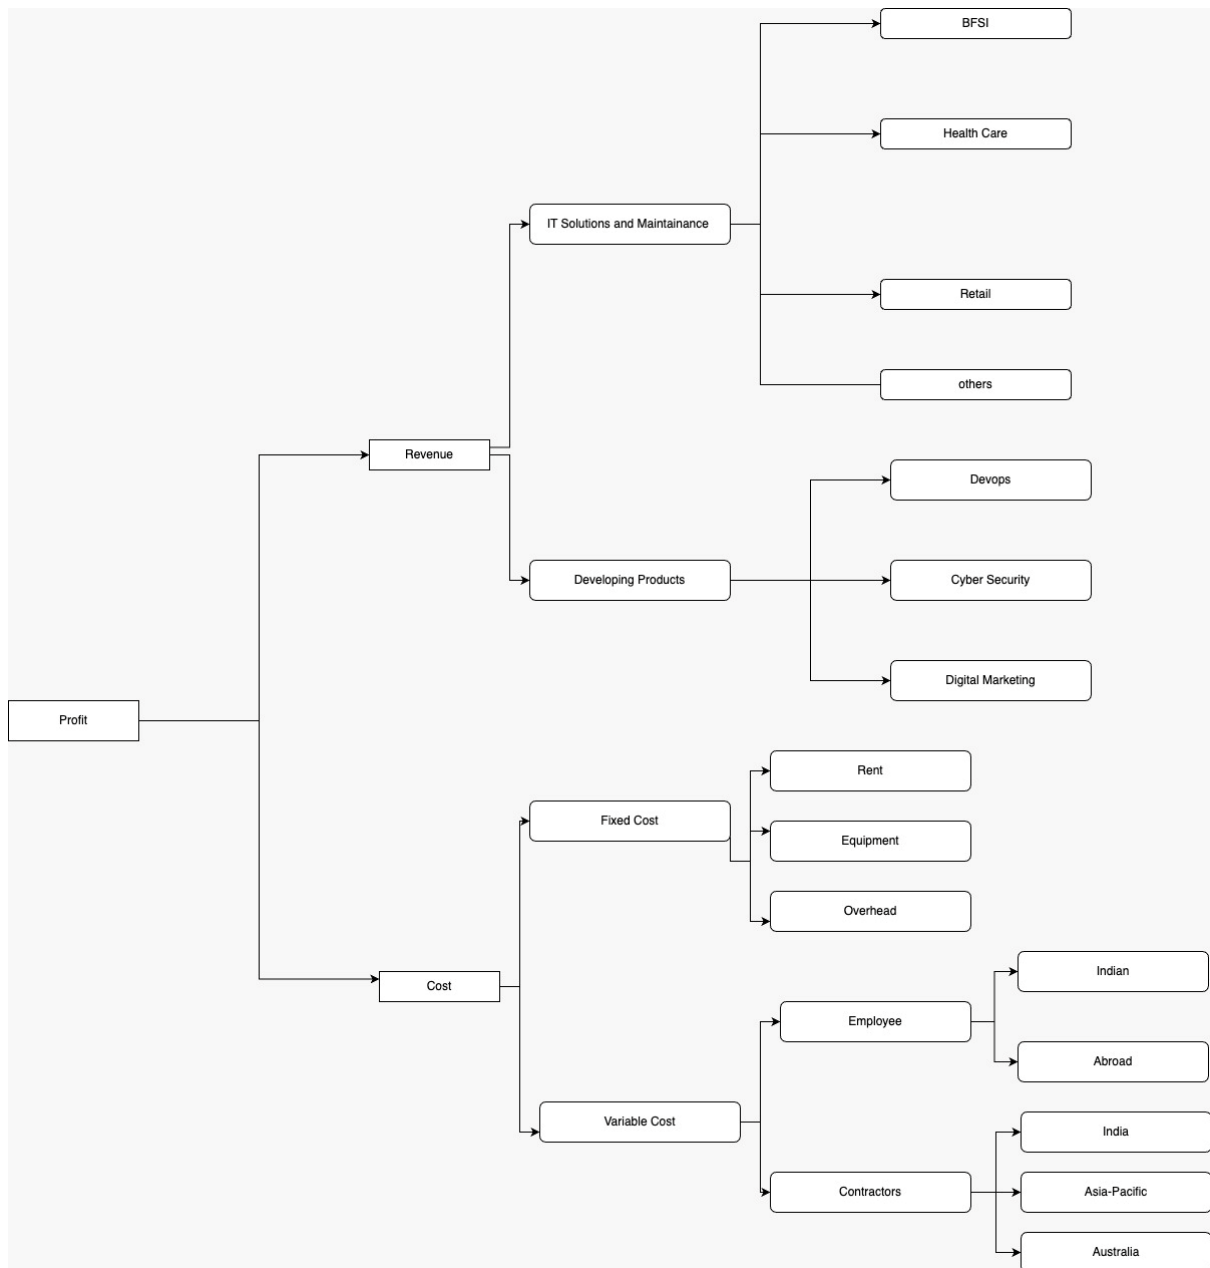 BFSI
Health Care
IT Solutions and Maintainance
Retail
others
Revenue
Devops
Developing Products
Cyber Security
Digital Marketing
Profit
Rent
Fixed Cost
Equipment
Overhead
Cost
Indian
Employee
Abroad
Variable Cost
India
Contractors
Asia-Pacific
Australia